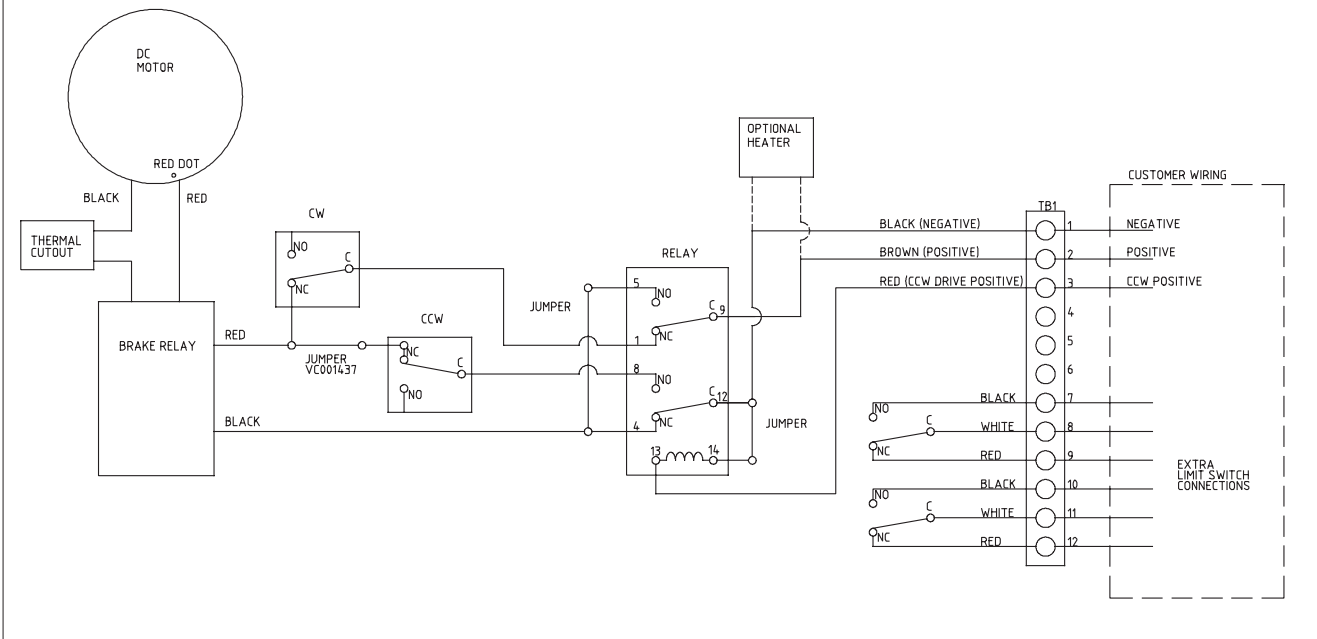 DC
MOTOR
RED DOT
BLACK
RED
THERMAL
CUTOUT
BRAKE RELAY
RED
BLACK
CW
NO
C
NC
JUMPER
VC001437
CCW
NC
C
NO
JUMPER
RELAY
5
NO
C
9
NC
1
8
NO
C
12
NC
4
13
14
JUMPER
OPTIONAL
HEATER
BLACK (NEGATIVE)
BROWN (POSITIVE)
RED (CCW DRIVE POSITIVE)
NO
C
NC
BLACK
WHITE
RED
NO
C
NC
BLACK
WHITE
RED
TB1
1
2
3
4
5
6
7
8
9
10
11
12
CUSTOMER WIRING
NEGATIVE
POSITIVE
CCW POSITIVE
EXTRA
LIMIT SWITCH
CONNECTIONS